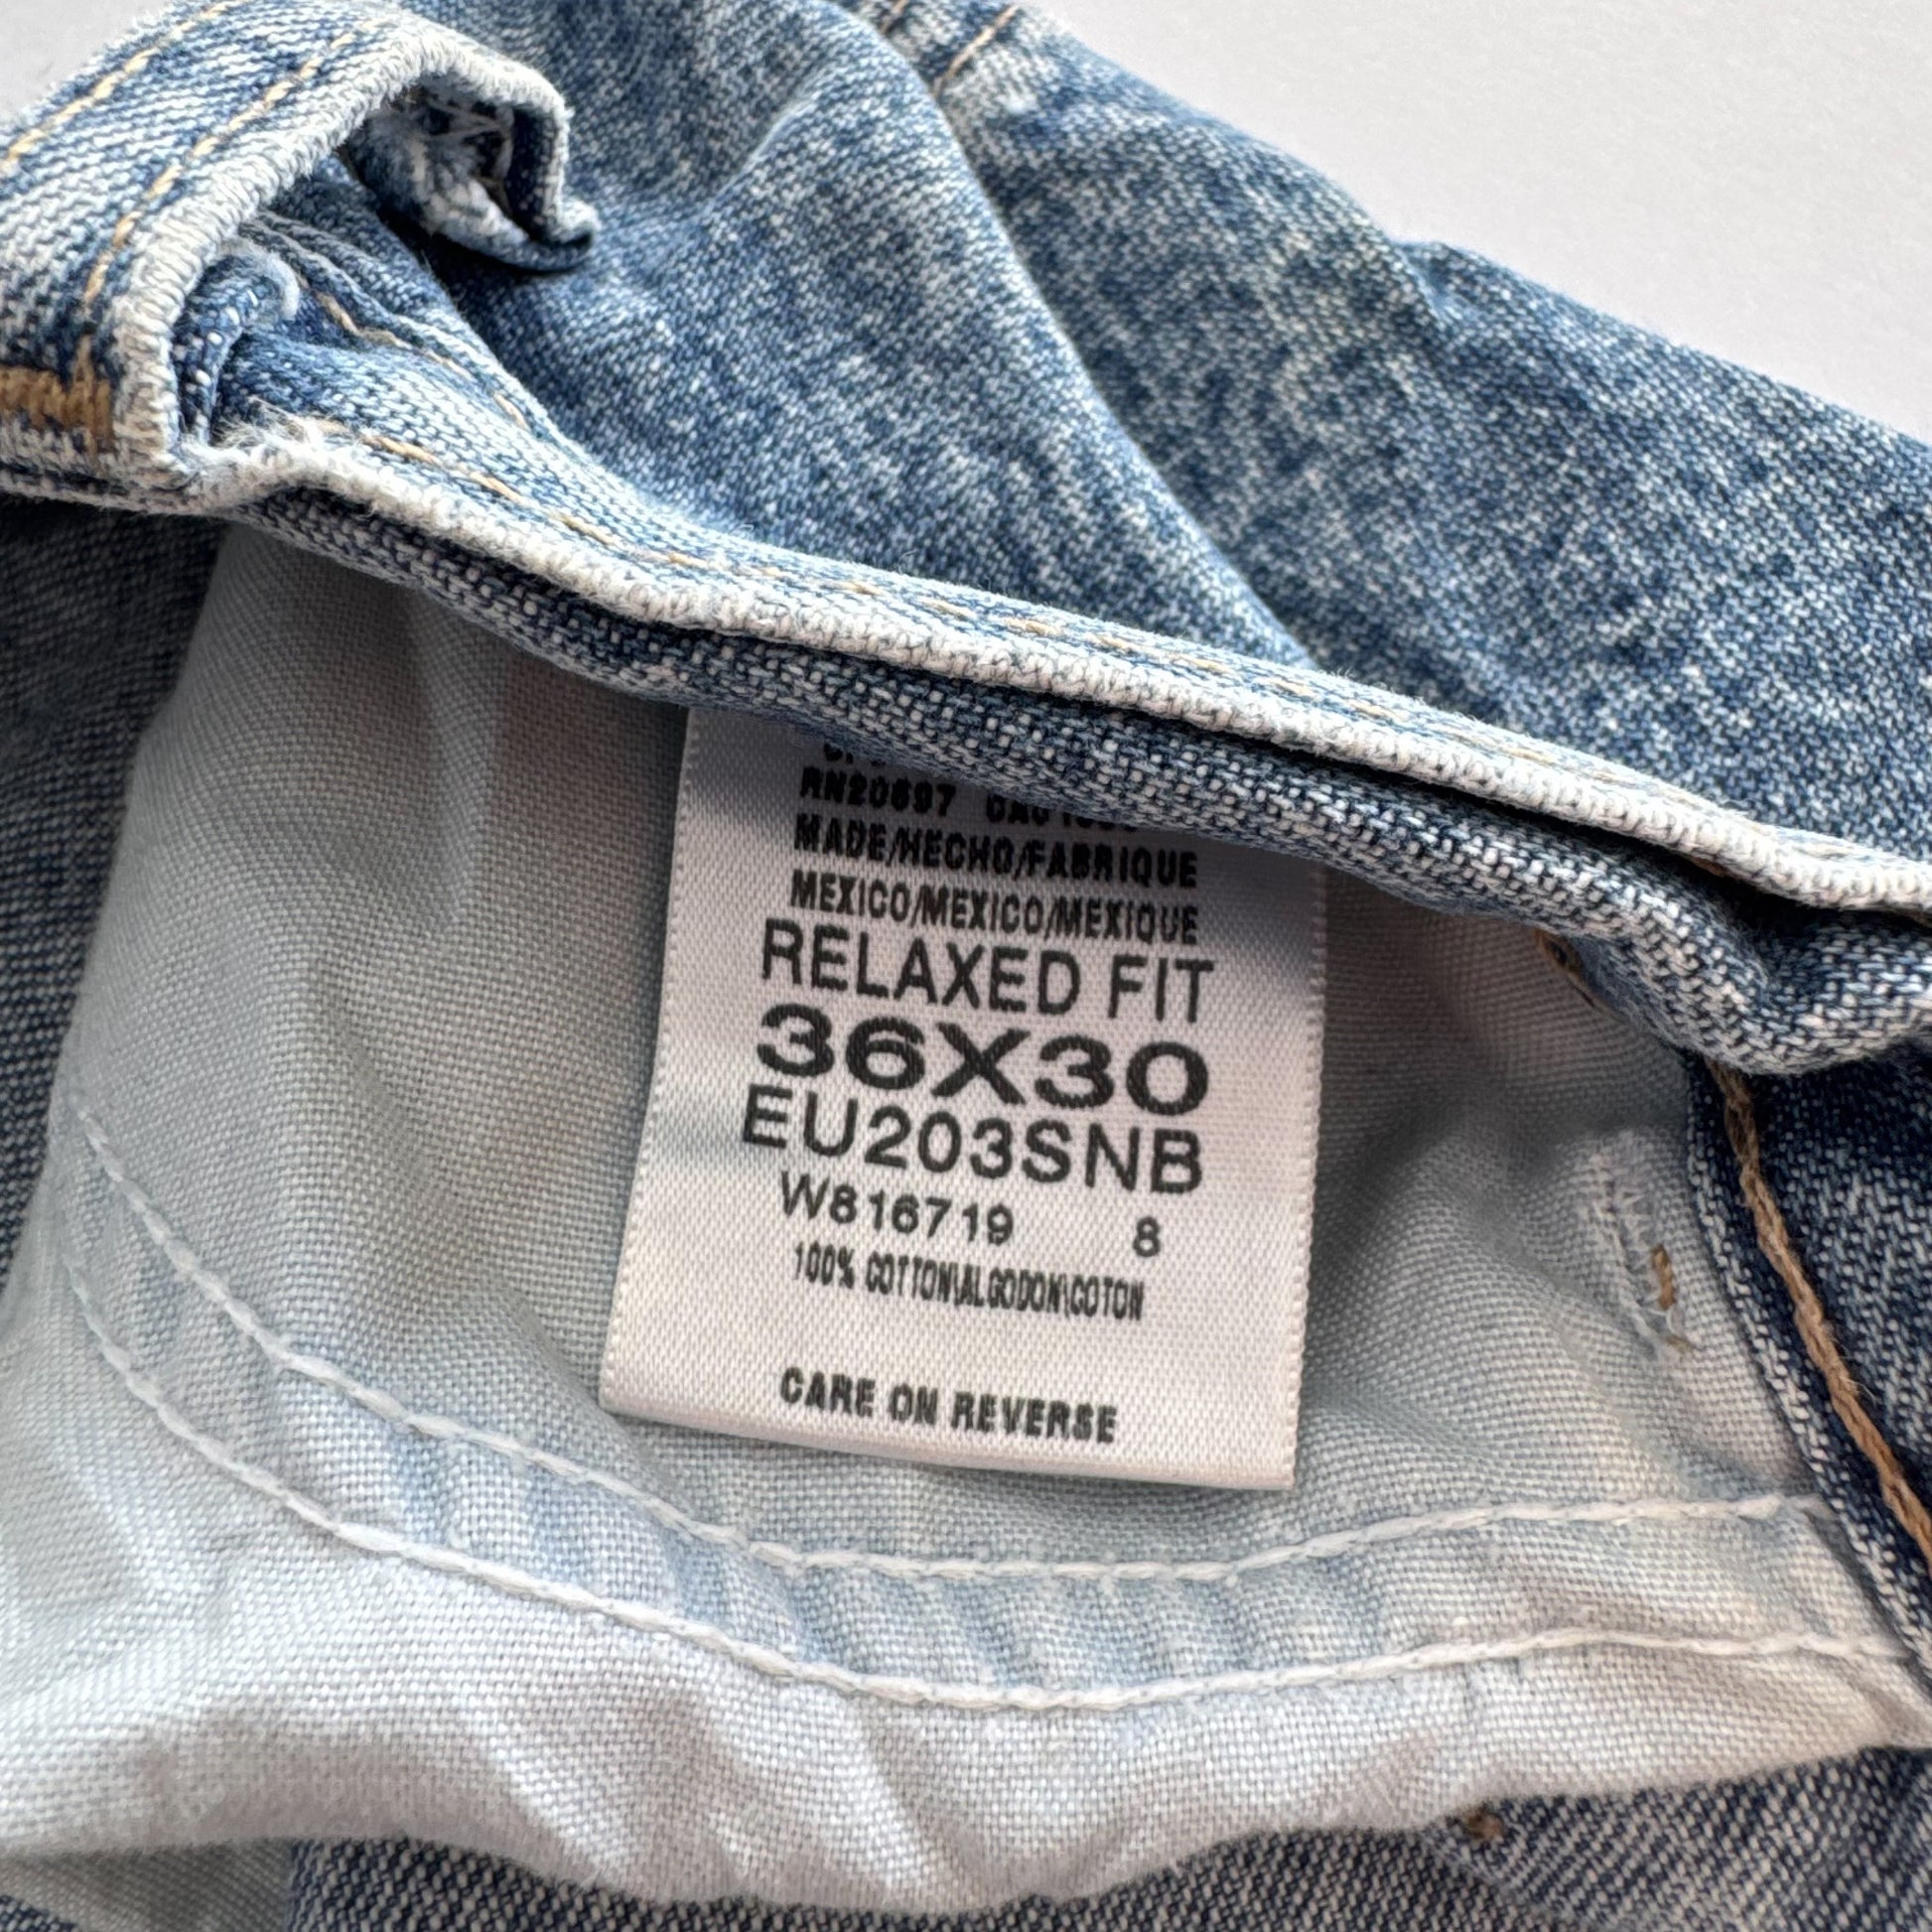 RN20697
MADE/HECHO/FABRIQUE
MEXICO/MEXICO/MEXIQUE
RELAXED FIT
36X30
EU203SNB
W816719 8
100% COTTON\ALGODON\COTON
CARE ON REVERSE